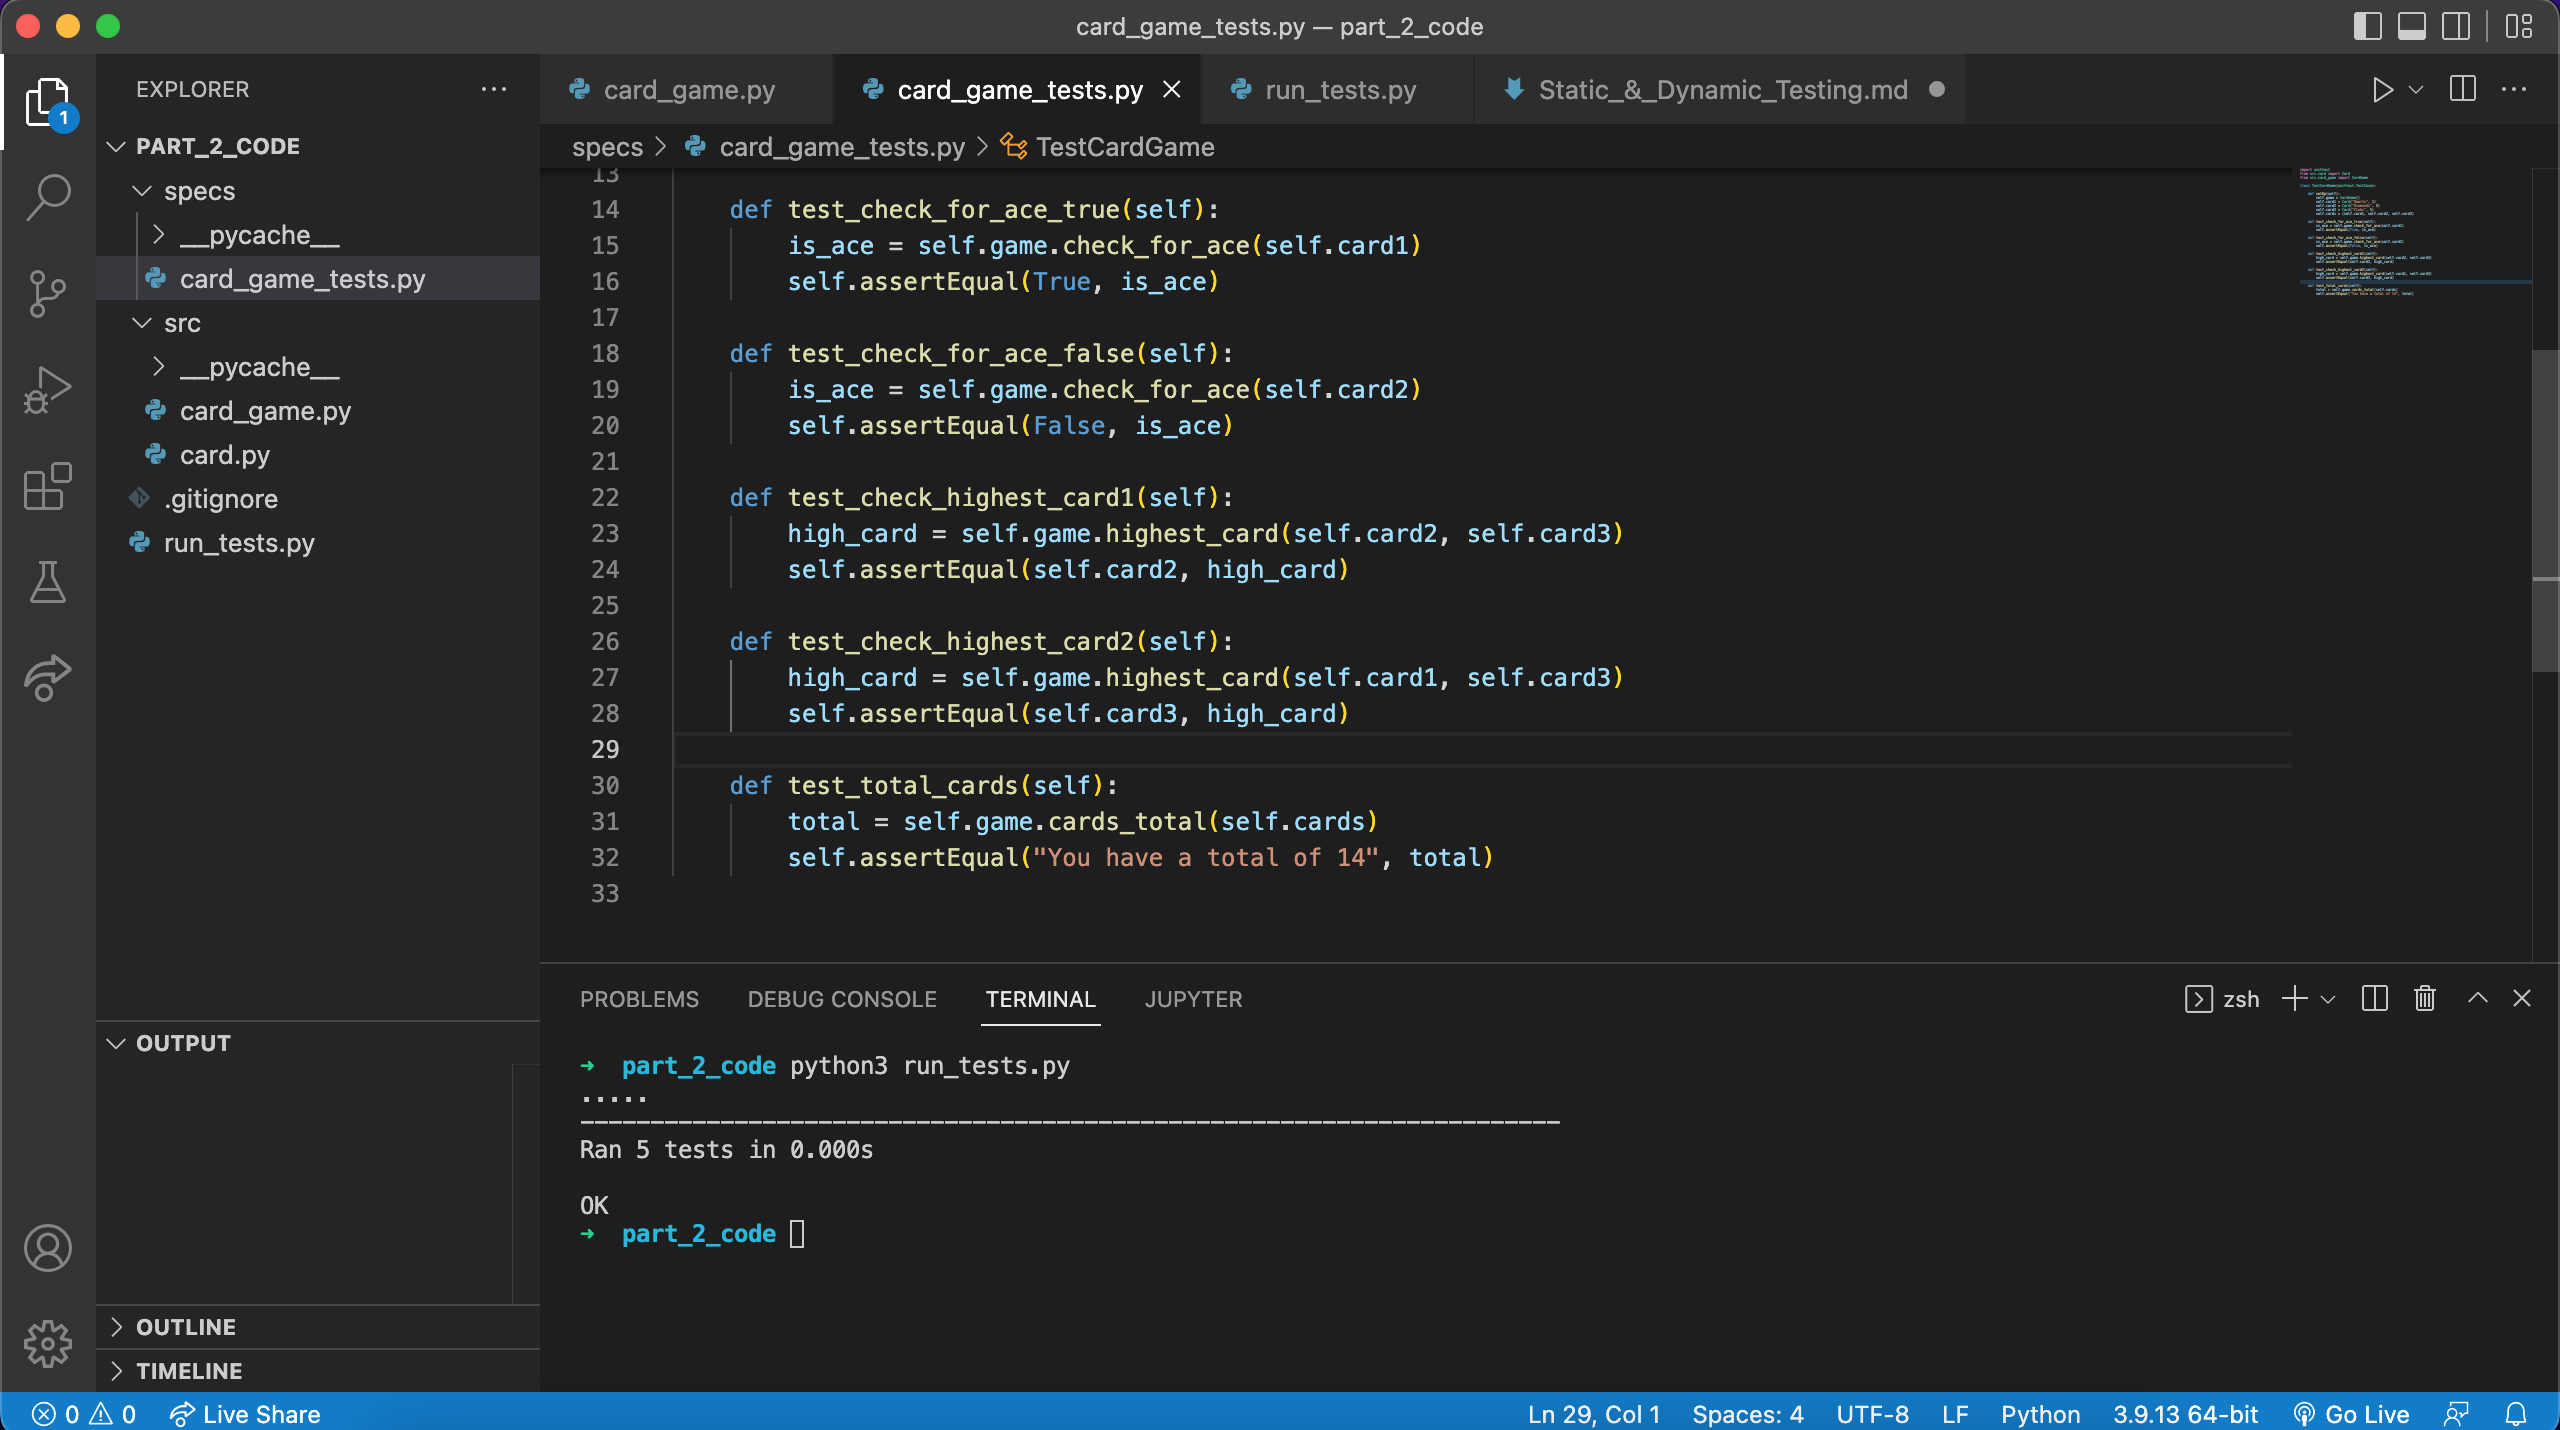 card_game_tests.py — part_2_code
EXPLORER
card_game.py
card_game_tests.py
run_tests.py
Static_&_Dynamic_Testing.md
1
PART_2_CODE
specs
__pycache__
card_game_tests.py
src
__pycache__
card_game.py
card.py
.gitignore
run_tests.py
specs > card_game_tests.py > TestCardGame
13
14 def test_check_for_ace_true(self):
15 is_ace = self.game.check_for_ace(self.card1)
16 self.assertEqual(True, is_ace)
17
18 def test_check_for_ace_false(self):
19 is_ace = self.game.check_for_ace(self.card2)
20 self.assertEqual(False, is_ace)
21
22 def test_check_highest_card1(self):
23 high_card = self.game.highest_card(self.card2, self.card3)
24 self.assertEqual(self.card2, high_card)
25
26 def test_check_highest_card2(self):
27 high_card = self.game.highest_card(self.card1, self.card3)
28 self.assertEqual(self.card3, high_card)
29
30 def test_total_cards(self):
31 total = self.game.cards_total(self.cards)
32 self.assertEqual("You have a total of 14", total)
33
OUTPUT
OUTLINE
TIMELINE
PROBLEMS DEBUG CONSOLE TERMINAL JUPYTER
zsh
➜ part_2_code python3 run_tests.py
.....
----------------------------------------------------------------------
Ran 5 tests in 0.000s
OK
➜ part_2_code
0 0 Live Share
Ln 29, Col 1 Spaces: 4 UTF-8 LF Python 3.9.13 64-bit Go Live